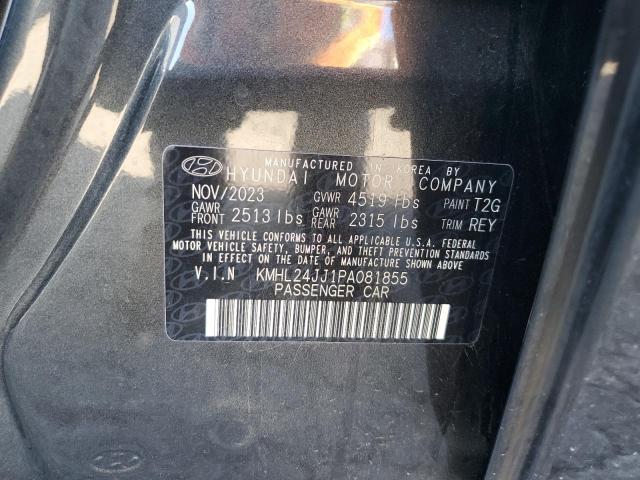 MANUFACTURED IN KOREA BY
HYUNDAI MOTOR COMPANY
NOV/2023 GVWR 4519 lbs PAINT T2G
GAWR FRONT 2513 lbs GAWR REAR 2315 lbs TRIM REY
THIS VEHICLE CONFORMS TO ALL APPLICABLE U.S.A. FEDERAL
MOTOR VEHICLE SAFETY, BUMPER, AND THEFT PREVENTION STANDARDS
IN EFFECT ON THE DATE OF MANUFACTURE SHOWN ABOVE.
V.I.N KMHL24JJ1PA081855
PASSENGER CAR